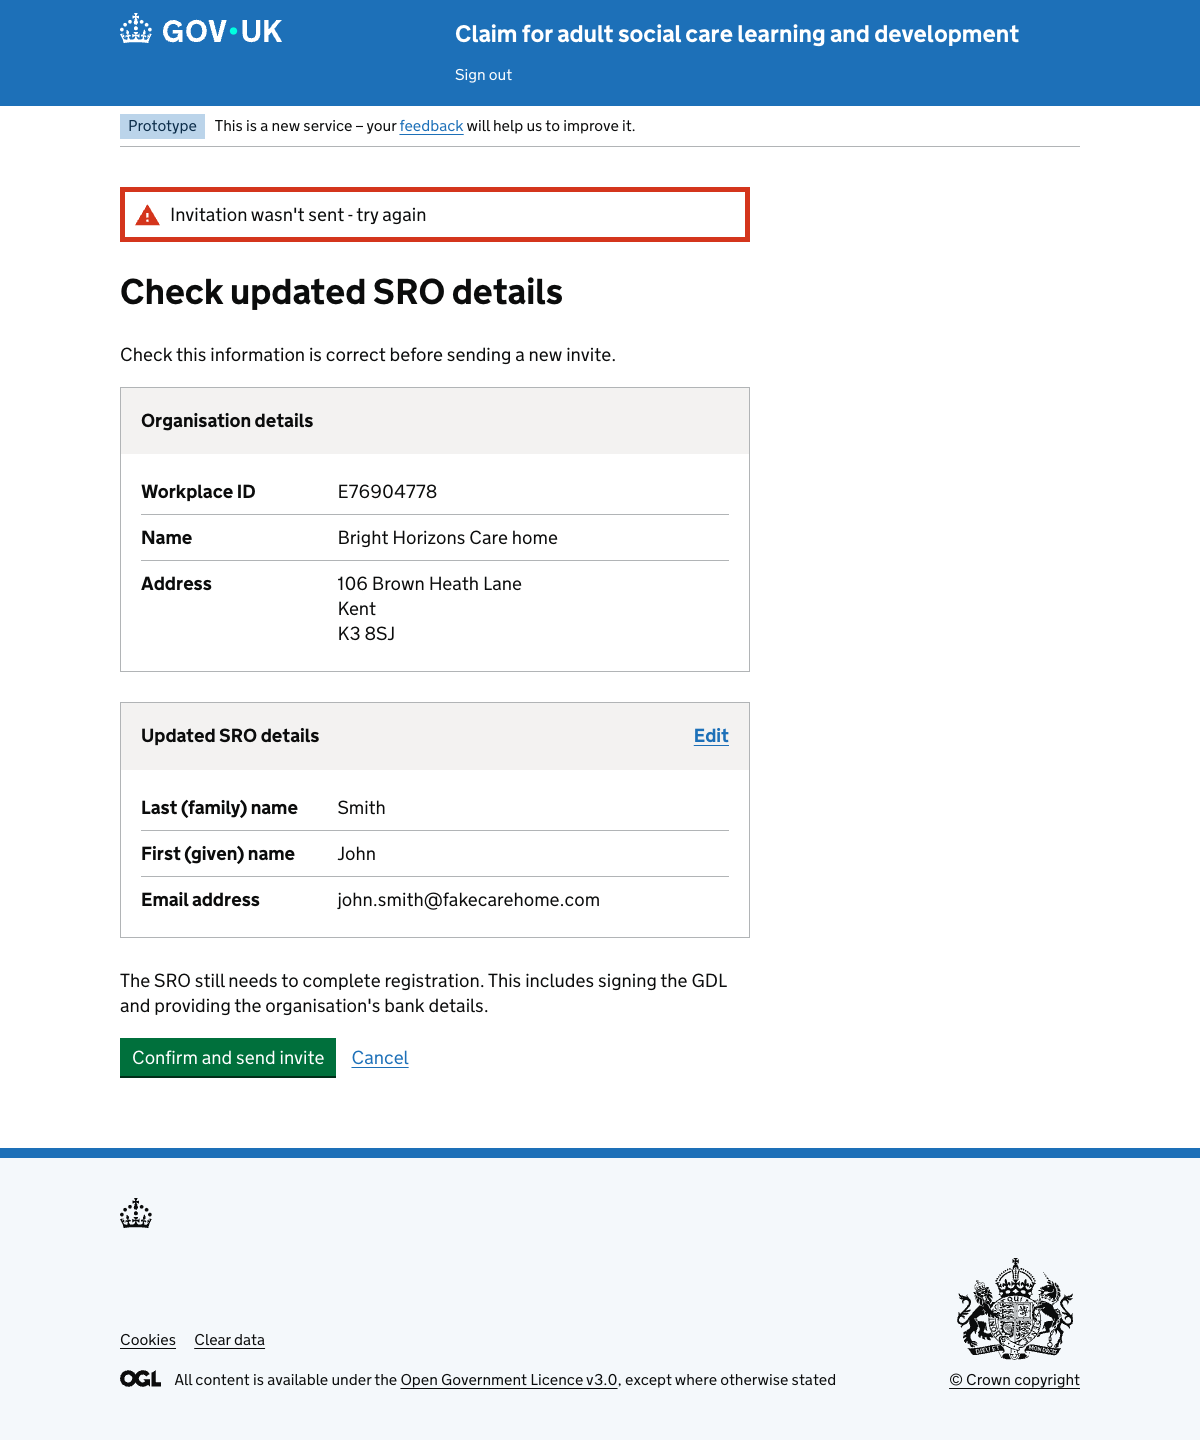 GOV•UK
Claim for adult social care learning and development
Sign out
Prototype This is a new service – your feedback will help us to improve it.
Invitation wasn't sent - try again
Check updated SRO details
Check this information is correct before sending a new invite.
Organisation details
Workplace ID E76904778
Name Bright Horizons Care home
Address 106 Brown Heath Lane
Kent
K3 8SJ
Updated SRO details Edit
Last (family) name Smith
First (given) name John
Email address john.smith@fakecarehome.com
The SRO still needs to complete registration. This includes signing the GDL
and providing the organisation's bank details.
Confirm and send invite Cancel
Cookies Clear data
OGL All content is available under the Open Government Licence v3.0, except where otherwise stated
© Crown copyright